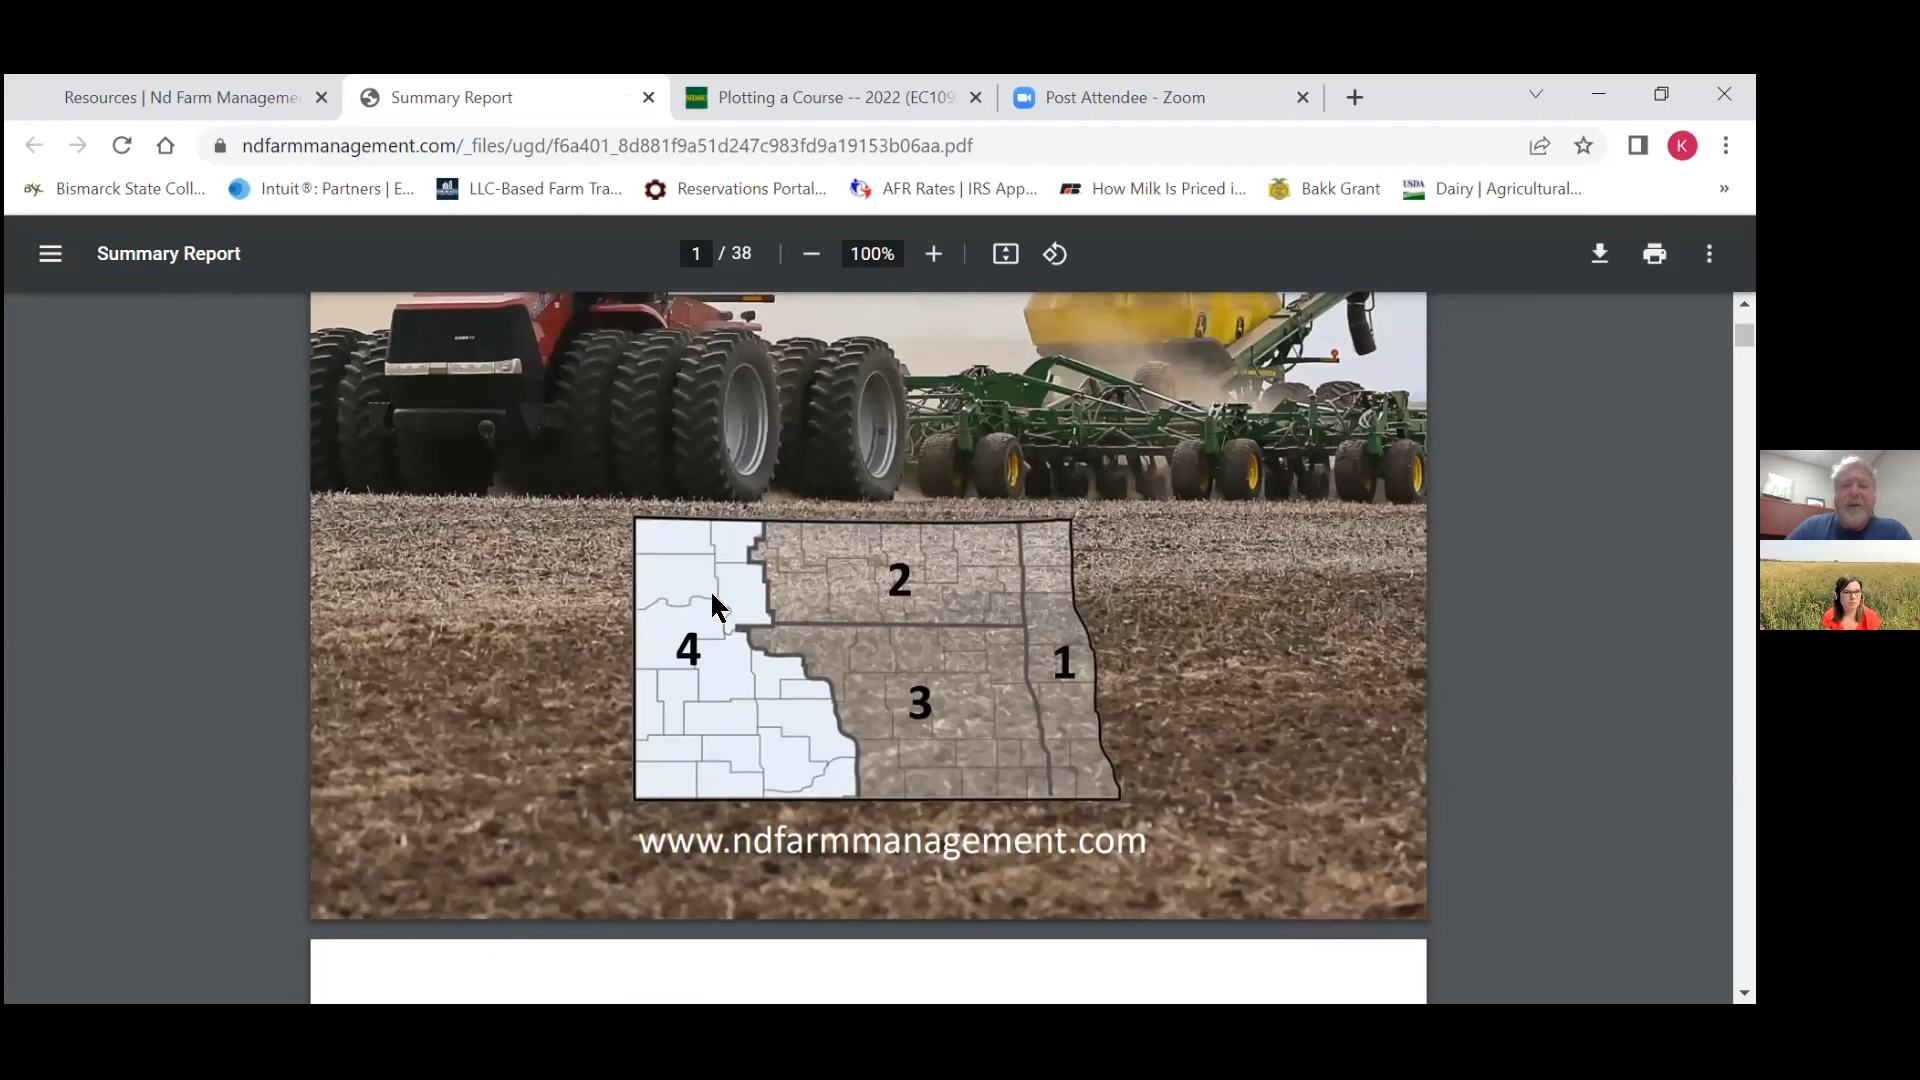 Resources | Nd Farm Manageme
Summary Report
Plotting a Course -- 2022 (EC109
Post Attendee - Zoom
ndfarmmanagement.com/_files/ugd/f6a401_8d881f9a51d247c983fd9a19153b06aa.pdf
K
Bismarck State Coll...
Intuit®: Partners | E...
LLC-Based Farm Tra...
Reservations Portal...
AFR Rates | IRS App...
How Milk Is Priced i...
Bakk Grant
USDA
Dairy | Agricultural...
»
Summary Report
1 / 38
100%
2
4
1
3
www.ndfarmmanagement.com